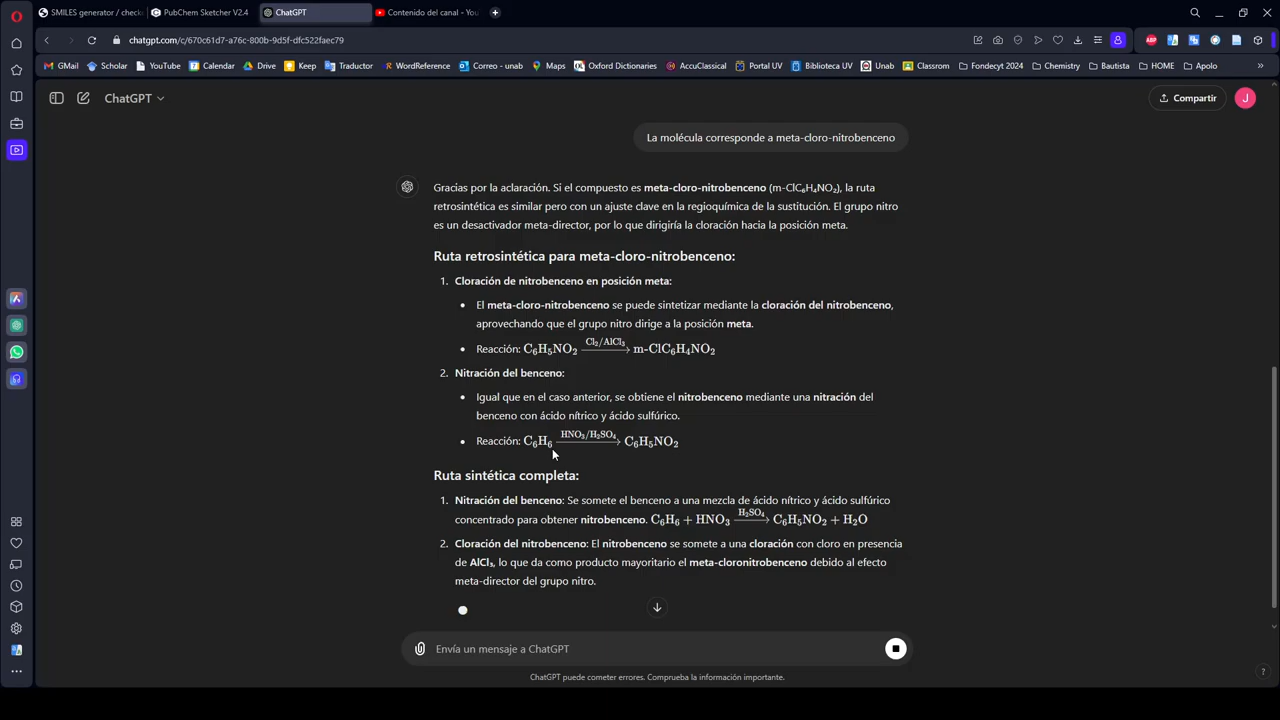 SMILES generator / check
PubChem Sketcher V2.4
ChatGPT
Contenido del canal - You
chatgpt.com/c/670c61d7-a76c-800b-9d5f-dfc522faec79
GMail Scholar YouTube Calendar Drive Keep Traductor WordReference Correo - unab Maps Oxford Dictionaries AccuClassical Portal UV Biblioteca UV Unab Classrom Fondecyt 2024 Chemistry Bautista HOME Apolo »
ChatGPT
Compartir
J
La molécula corresponde a meta-cloro-nitrobenceno
Gracias por la aclaración. Si el compuesto es meta-cloro-nitrobenceno (m-ClC₆H₄NO₂), la ruta
retrosintética es similar pero con un ajuste clave en la regioquímica de la sustitución. El grupo nitro
es un desactivador meta-director, por lo que dirigiría la cloración hacia la posición meta.
Ruta retrosintética para meta-cloro-nitrobenceno:
1. Cloración de nitrobenceno en posición meta:
• El meta-cloro-nitrobenceno se puede sintetizar mediante la cloración del nitrobenceno,
aprovechando que el grupo nitro dirige a la posición meta.
• Reacción: C₆H₅NO₂ Cl₂/AlCl₃→ m-ClC₆H₄NO₂
2. Nitración del benceno:
• Igual que en el caso anterior, se obtiene el nitrobenceno mediante una nitración del
benceno con ácido nítrico y ácido sulfúrico.
• Reacción: C₆H₆ HNO₃/H₂SO₄→ C₆H₅NO₂
Ruta sintética completa:
1. Nitración del benceno: Se somete el benceno a una mezcla de ácido nítrico y ácido sulfúrico
concentrado para obtener nitrobenceno. C₆H₆ + HNO₃ H₂SO₄→ C₆H₅NO₂ + H₂O
2. Cloración del nitrobenceno: El nitrobenceno se somete a una cloración con cloro en presencia
de AlCl₃, lo que da como producto mayoritario el meta-cloronitrobenceno debido al efecto
meta-director del grupo nitro.
Envía un mensaje a ChatGPT
ChatGPT puede cometer errores. Comprueba la información importante.
?